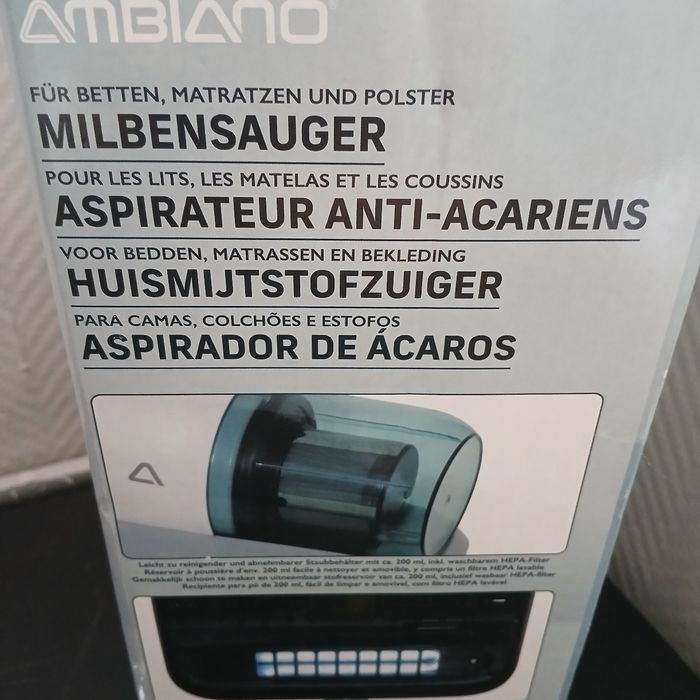 AMBIANO
FÜR BETTEN, MATRATZEN UND POLSTER
MILBENSAUGER
POUR LES LITS, LES MATELAS ET LES COUSSINS
ASPIRATEUR ANTI-ACARIENS
VOOR BEDDEN, MATRASSEN EN BEKLEDING
HUISMIJTSTOFZUIGER
PARA CAMAS, COLCHÕES E ESTOFOS
ASPIRADOR DE ÁCAROS
Leicht zu reinigender und abnehmbarer Staubbehälter mit ca. 200 ml, inkl. waschbarem HEPA-Filter
Réservoir à poussière d'env. 200 ml facile à nettoyer et amovible, y compris un filtre HEPA lavable
Gemakkelijk schoon te maken en uitneembaar stofreservoir van ca. 200 ml, inclusief wasbaar HEPA-filter
Recipiente para pó de 200 ml, fácil de limpar e amovível, com filtro HEPA lavável